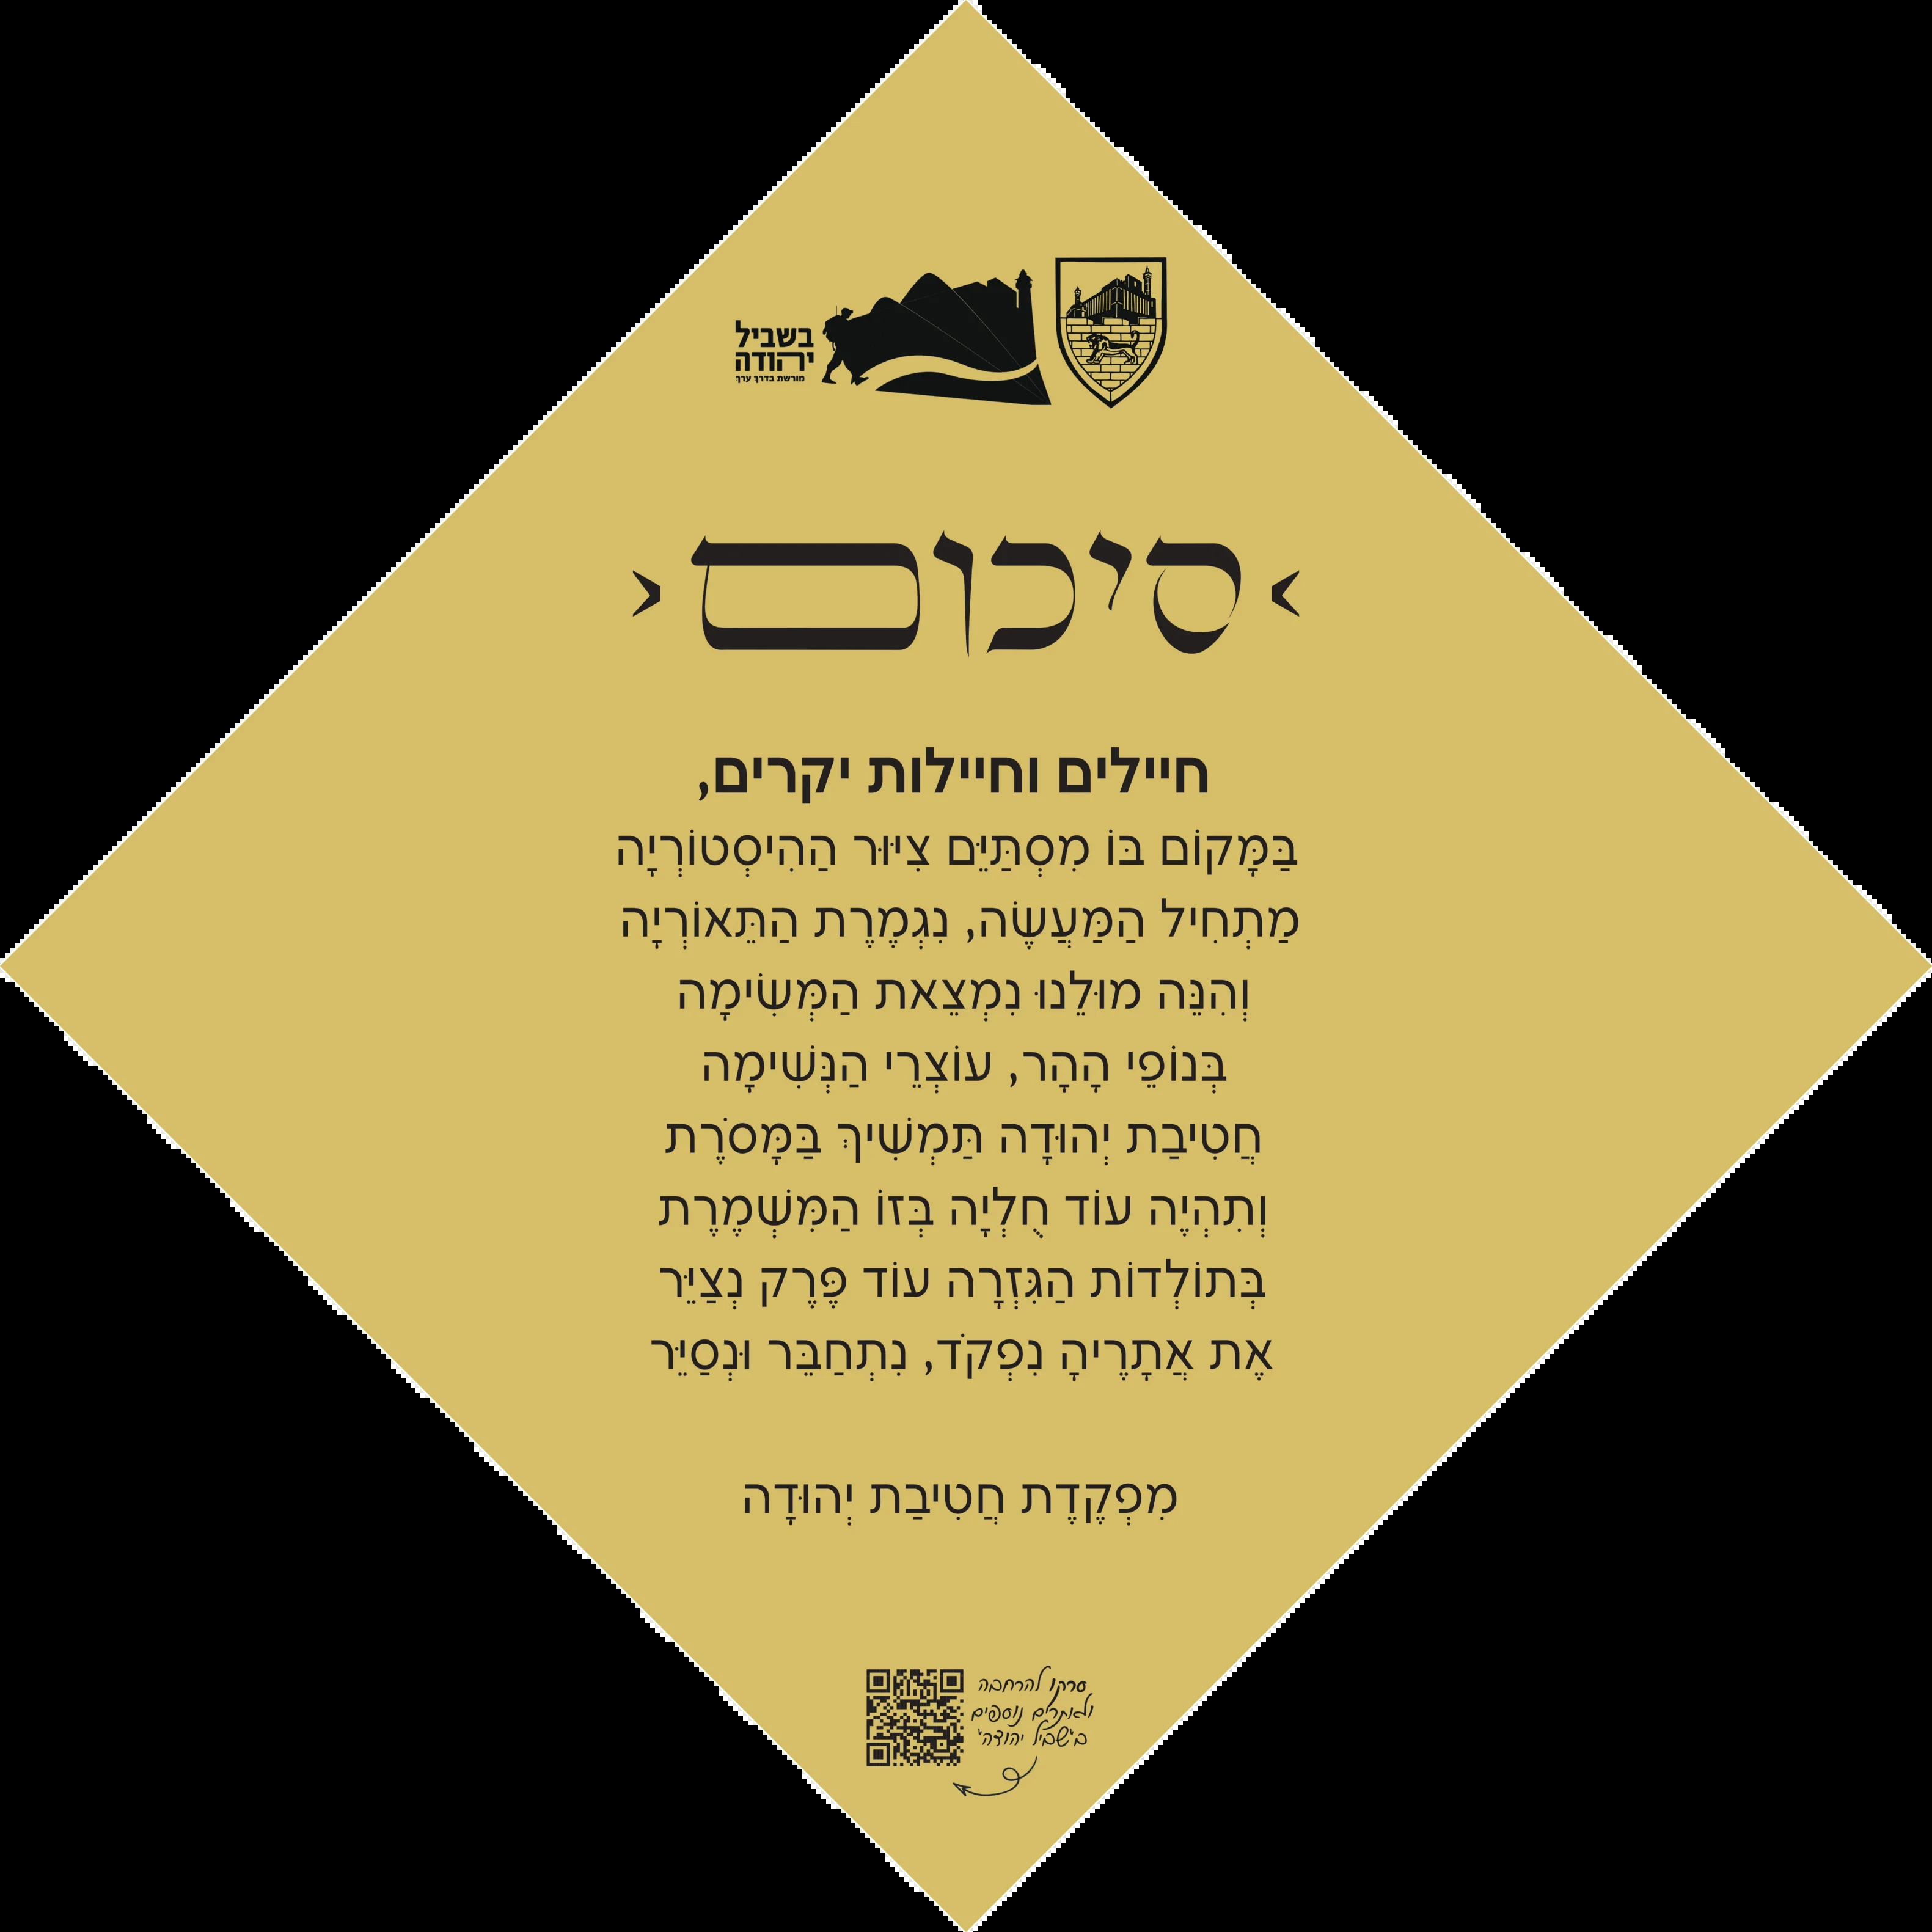 בשביל
יהודה
מורשת בדרך ערך
סיכום
חיילים וחיילות יקרים,
בַּמָּקוֹם בּוֹ מִסְתַּיֵּם צִיּוּר הַהִיסְטוֹרְיָה
מַתְחִיל הַמַּעֲשֶׂה, נִגְמֶרֶת הַתֵּאוֹרְיָה
וְהִנֵּה מוּלֵנוּ נִמְצֵאת הַמְּשִׂימָה
בְּנוֹפֵי הָהָר, עוֹצְרֵי הַנְּשִׁימָה
חֲטִיבַת יְהוּדָה תַּמְשִׁיךְ בַּמָּסֹרֶת
וְתִהְיֶה עוֹד חֻלְיָה בְּזוֹ הַמִּשְׁמֶרֶת
בְּתוֹלְדוֹת הַגִּזְרָה עוֹד פֶּרֶק נְצַיֵּר
אֶת אֲתָרֶיהָ נִפְקֹד, נִתְחַבֵּר וּנְסַיֵּר
מִפְקֶדֶת חֲטִיבַת יְהוּדָה
סרקו להרחבה
ולאתרים נוספים
ב'שביל יהודה'